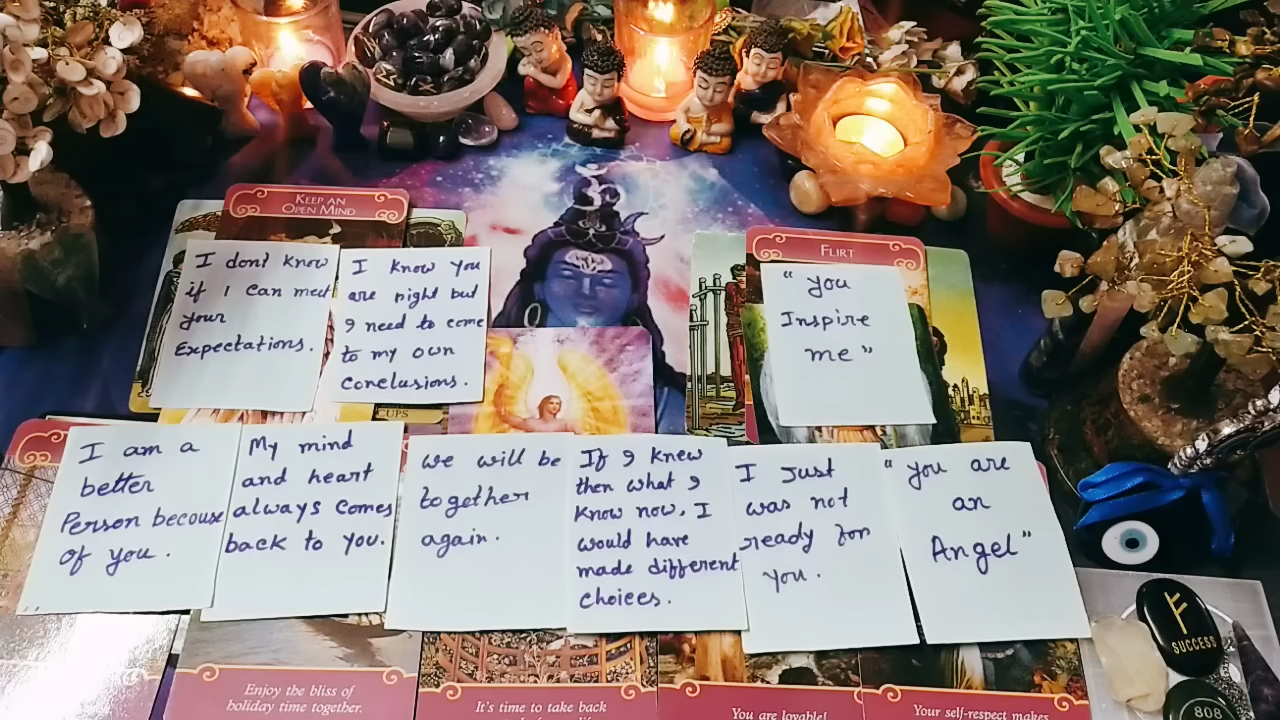 KEEP AN
OPEN MIND
I dont know
if I can meet
your
Expectations.
I know you
are right but
I need to come
to my own
conclusions.
CUPS
FLIRT
"You
Inspire
me"
I am a
better
Person becouse
of you.
My mind
and heart
always comes
back to you.
we will be
together
again.
If I knew
then what I
know now, I
would have
made different
choices.
I Just
was not
ready for
you.
"you are
an
Angel"
SUCCESS
808
Enjoy the bliss of
holiday time together.
It's time to take back
You are lovable!
Your self-respect makes